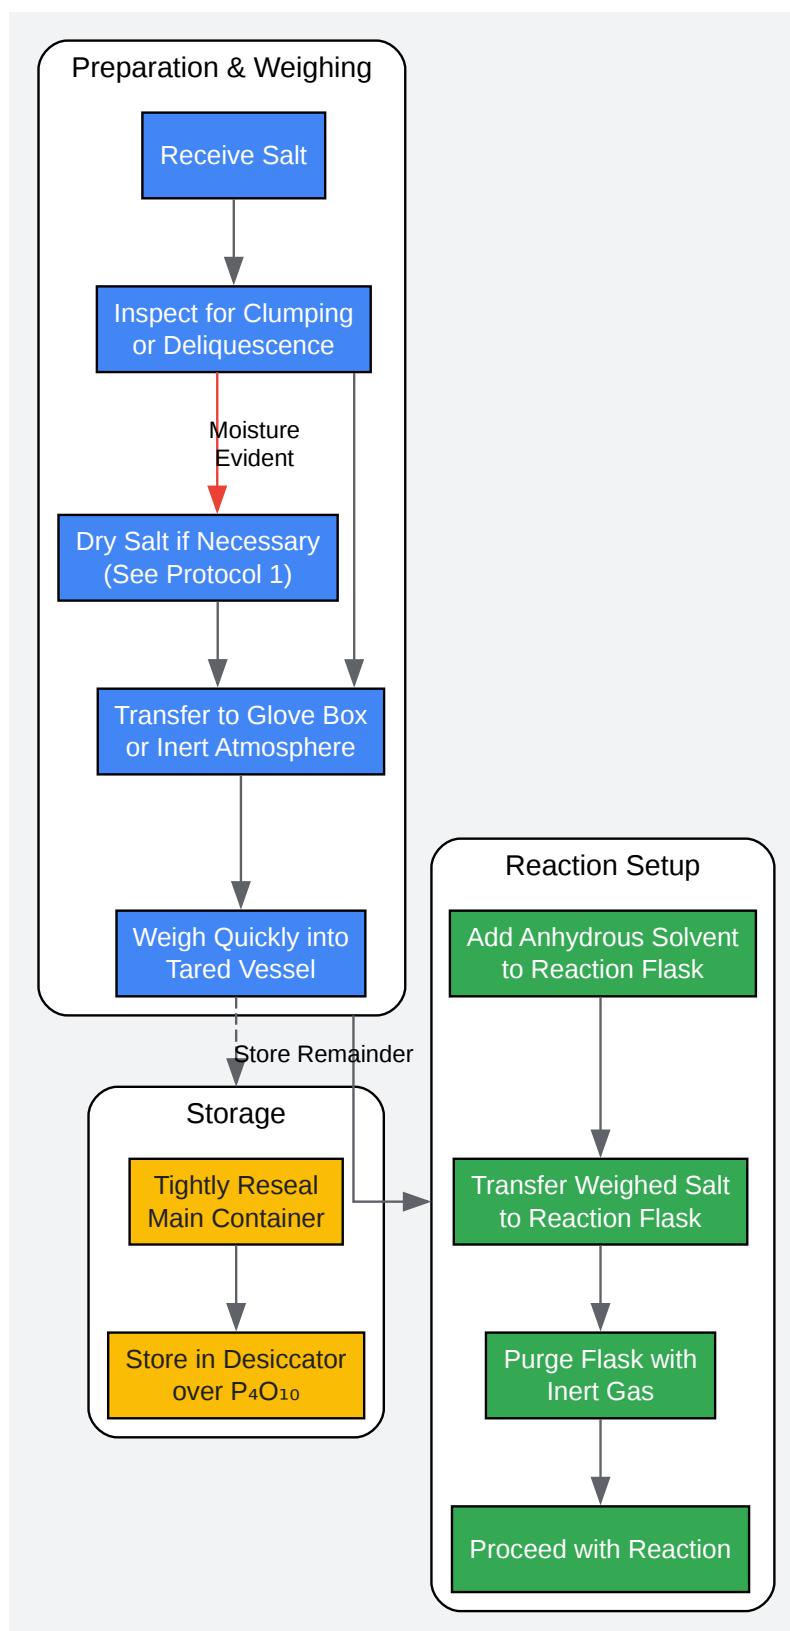 Preparation & Weighing
Receive Salt
Inspect for Clumping
or Deliquescence
Moisture
Evident
Dry Salt if Necessary
(See Protocol 1)
Transfer to Glove Box
or Inert Atmosphere
Weigh Quickly into
Tared Vessel
Store Remainder
Storage
Tightly Reseal
Main Container
Store in Desiccator
over P₄O₁₀
Reaction Setup
Add Anhydrous Solvent
to Reaction Flask
Transfer Weighed Salt
to Reaction Flask
Purge Flask with
Inert Gas
Proceed with Reaction